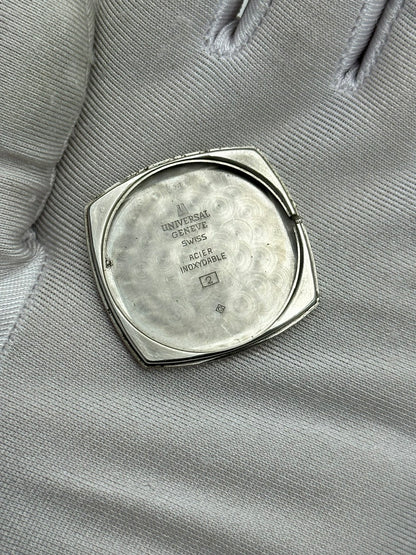 UNIVERSAL
GENEVE
SWISS
ACIER
INOXYDABLE
2